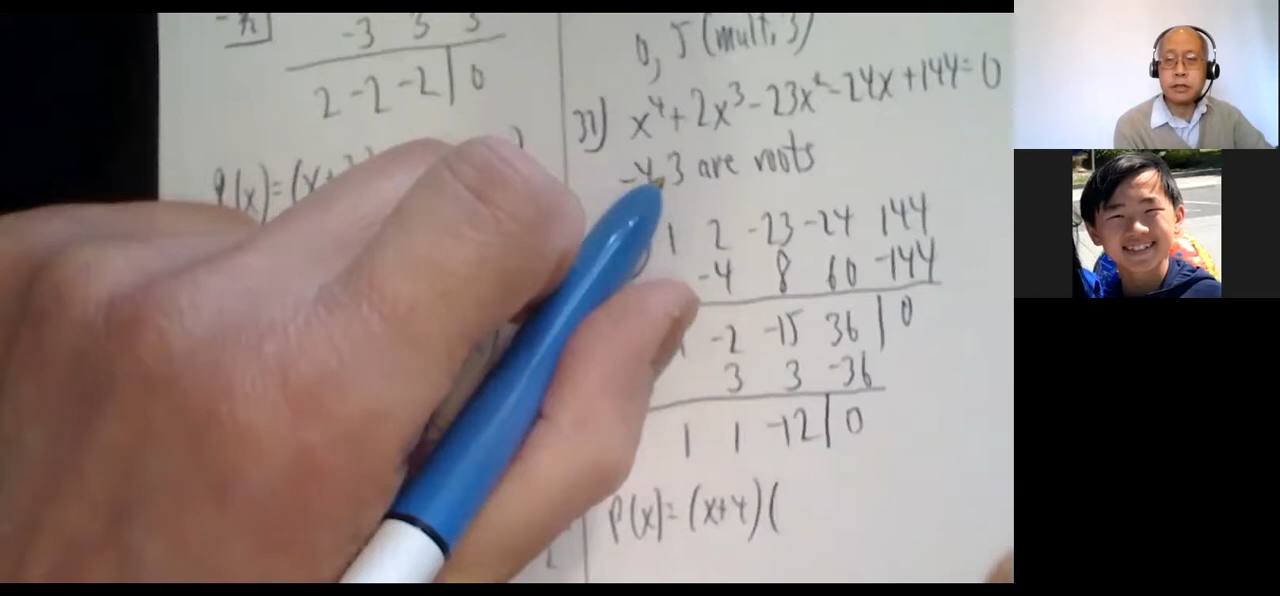 -3 3 3
2 -2 -2 | 0
P(x)=(x+
0, 5 (mult. 3)
31) x⁴+2x³-23x²-24x+144=0
-4, 3 are roots
1 2 -23 -24 144
-4 8 60 -144
-2 -15 36 | 0
3 3 -36
1 1 -12 | 0
P(x)=(x+4)(